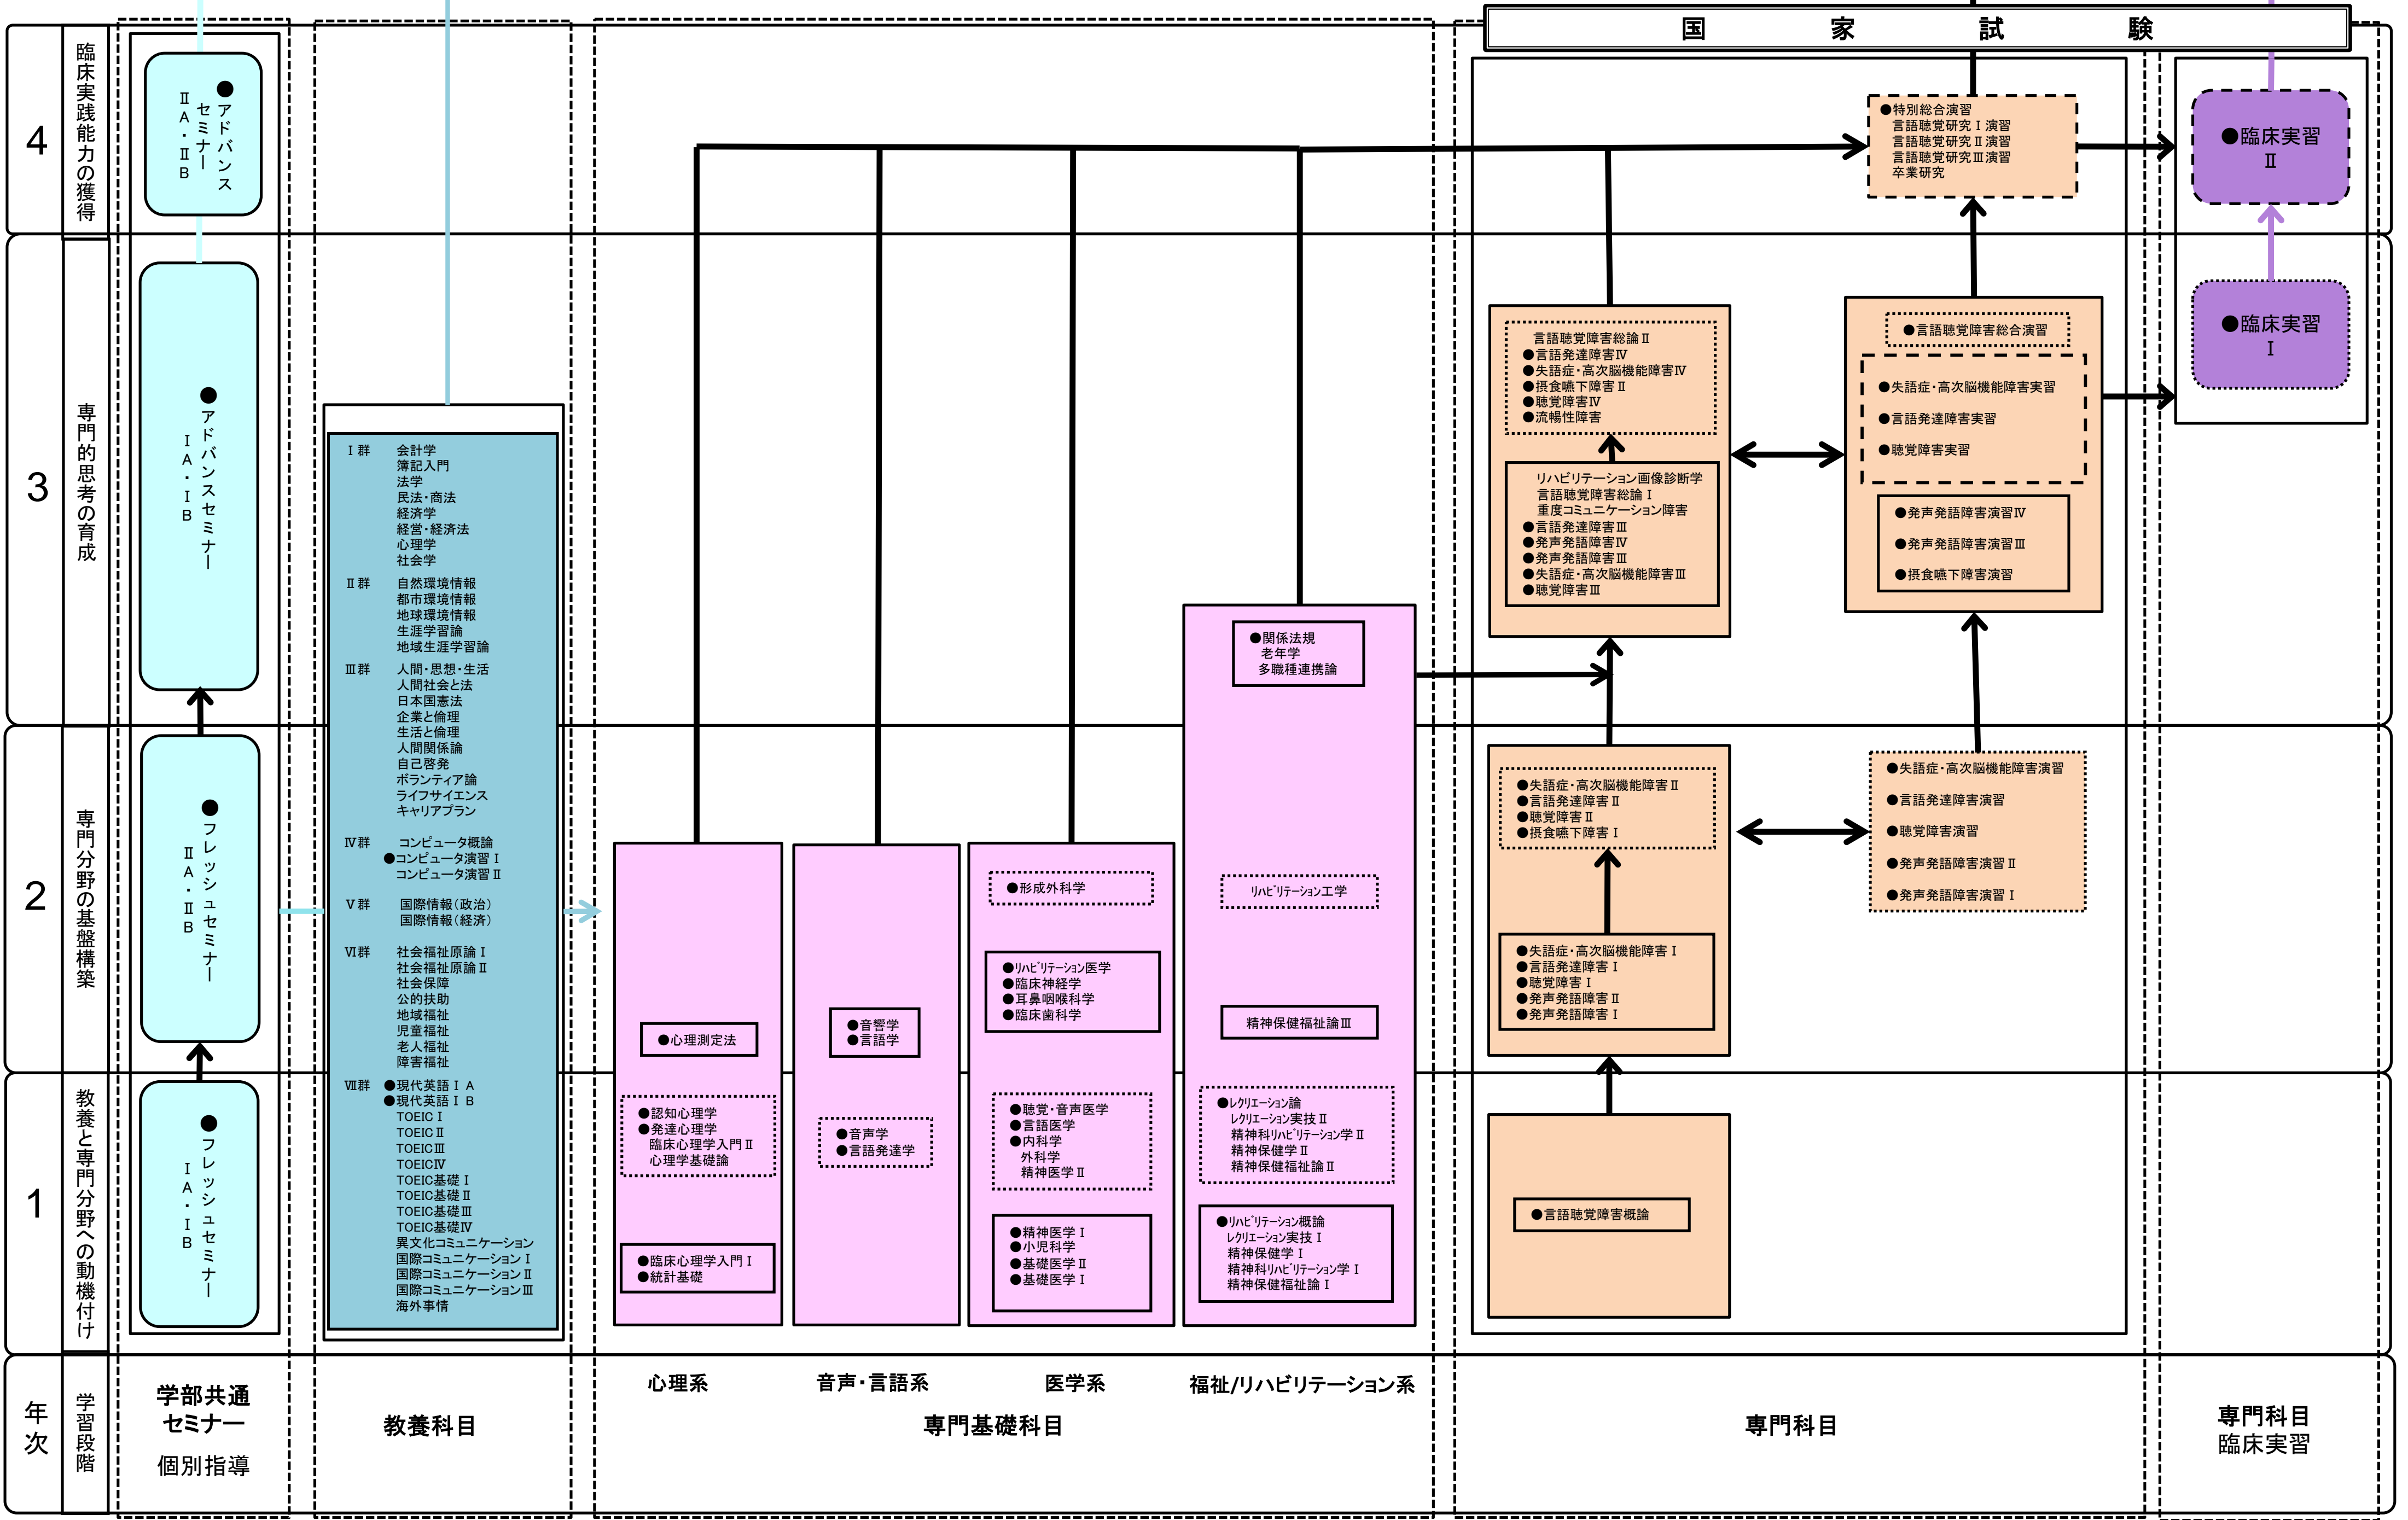 国家試験
4
臨床実践能力の獲得
●アドバンス
セミナー
ⅡA・ⅡB
●特別総合演習
言語聴覚研究Ⅰ演習
言語聴覚研究Ⅱ演習
言語聴覚研究Ⅲ演習
卒業研究
●臨床実習
Ⅱ
3
専門的思考の育成
●アドバンスセミナー
ⅠA・ⅠB
Ⅰ群 会計学
簿記入門
法学
民法・商法
経済学
経営・経済法
心理学
社会学
Ⅱ群 自然環境情報
都市環境情報
地球環境情報
生涯学習論
地域生涯学習論
Ⅲ群 人間・思想・生活
人間社会と法
日本国憲法
企業と倫理
生活と倫理
人間関係論
自己啓発
ボランティア論
ライフサイエンス
キャリアプラン
Ⅳ群 コンピュータ概論
●コンピュータ演習Ⅰ
コンピュータ演習Ⅱ
Ⅴ群 国際情報(政治)
国際情報(経済)
Ⅵ群 社会福祉原論Ⅰ
社会福祉原論Ⅱ
社会保障
公的扶助
地域福祉
児童福祉
老人福祉
障害福祉
Ⅶ群 ●現代英語ⅠA
●現代英語ⅠB
TOEICⅠ
TOEICⅡ
TOEICⅢ
TOEICⅣ
TOEIC基礎Ⅰ
TOEIC基礎Ⅱ
TOEIC基礎Ⅲ
TOEIC基礎Ⅳ
異文化コミュニケーション
国際コミュニケーションⅠ
国際コミュニケーションⅡ
国際コミュニケーションⅢ
海外事情
●関係法規
老年学
多職種連携論
言語聴覚障害総論Ⅱ
●言語発達障害Ⅳ
●失語症・高次脳機能障害Ⅳ
●摂食嚥下障害Ⅱ
●聴覚障害Ⅳ
●流暢性障害
リハビリテーション画像診断学
言語聴覚障害総論Ⅰ
重度コミュニケーション障害
●言語発達障害Ⅲ
●発声発語障害Ⅳ
●発声発語障害Ⅲ
●失語症・高次脳機能障害Ⅲ
●聴覚障害Ⅲ
●言語聴覚障害総合演習
●失語症・高次脳機能障害実習
●言語発達障害実習
●聴覚障害実習
●発声発語障害演習Ⅳ
●発声発語障害演習Ⅲ
●摂食嚥下障害演習
●臨床実習
Ⅰ
2
専門分野の基盤構築
●フレッシュセミナー
ⅡA・ⅡB
●心理測定法
●音響学
●言語学
●形成外科学
●ﾘﾊﾋﾞﾘﾃｰｼｮﾝ医学
●臨床神経学
●耳鼻咽喉科学
●臨床歯科学
ﾘﾊﾋﾞﾘﾃｰｼｮﾝ工学
精神保健福祉論Ⅲ
●失語症・高次脳機能障害Ⅱ
●言語発達障害Ⅱ
●聴覚障害Ⅱ
●摂食嚥下障害Ⅰ
●失語症・高次脳機能障害Ⅰ
●言語発達障害Ⅰ
●聴覚障害Ⅰ
●発声発語障害Ⅱ
●発声発語障害Ⅰ
●失語症・高次脳機能障害演習
●言語発達障害演習
●聴覚障害演習
●発声発語障害演習Ⅱ
●発声発語障害演習Ⅰ
1
教養と専門分野への動機付け
●フレッシュセミナー
ⅠA・ⅠB
●認知心理学
●発達心理学
臨床心理学入門Ⅱ
心理学基礎論
●臨床心理学入門Ⅰ
●統計基礎
●音声学
●言語発達学
●聴覚・音声医学
●言語医学
●内科学
外科学
精神医学Ⅱ
●精神医学Ⅰ
●小児科学
●基礎医学Ⅱ
●基礎医学Ⅰ
●ﾚｸﾘｴｰｼｮﾝ論
ﾚｸﾘｴｰｼｮﾝ実技Ⅱ
精神科ﾘﾊﾋﾞﾘﾃｰｼｮﾝ学Ⅱ
精神保健学Ⅱ
精神保健福祉論Ⅱ
●ﾘﾊﾋﾞﾘﾃｰｼｮﾝ概論
ﾚｸﾘｴｰｼｮﾝ実技Ⅰ
精神保健学Ⅰ
精神科ﾘﾊﾋﾞﾘﾃｰｼｮﾝ学Ⅰ
精神保健福祉論Ⅰ
●言語聴覚障害概論
年次
学習段階
学部共通
セミナー
個別指導
教養科目
心理系
音声・言語系
医学系
福祉/リハビリテーション系
専門基礎科目
専門科目
専門科目
臨床実習